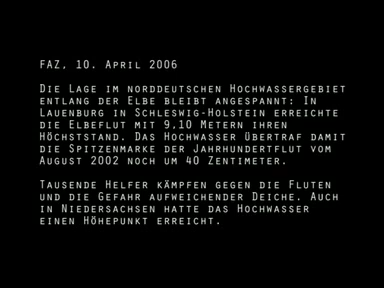 FAZ, 10. April 2006
Die Lage im norddeutschen Hochwassergebiet
entlang der Elbe bleibt angespannt: In
Lauenburg in Schleswig-Holstein erreichte
die Elbeflut mit 9,10 Metern ihren
Höchststand. Das Hochwasser übertraf damit
die Spitzenmarke der Jahrhundertflut vom
August 2002 noch um 40 Zentimeter.
Tausende Helfer kämpfen gegen die Fluten
und die Gefahr aufweichender Deiche. Auch
in Niedersachsen hatte das Hochwasser
einen Höhepunkt erreicht.